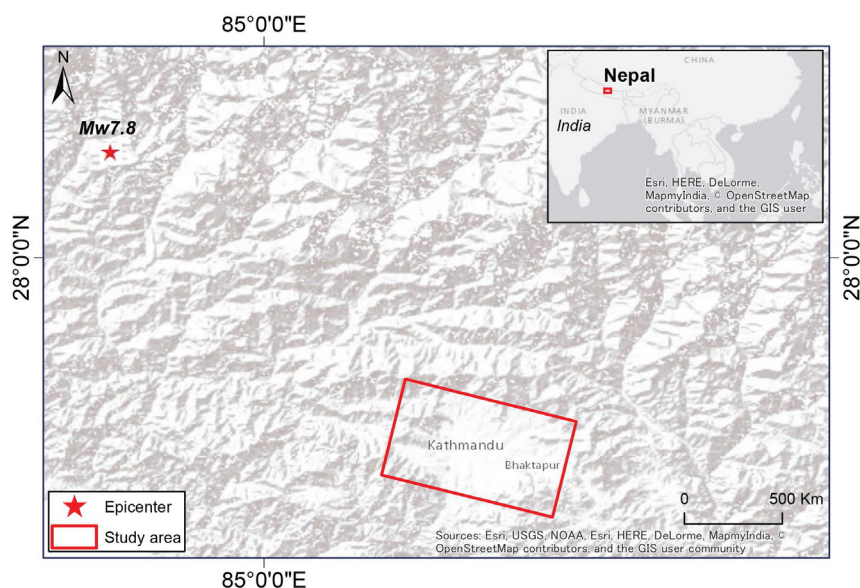 85°0'0"E
N
Mw7.8
Nepal
CHINA
INDIA
India
MYANMAR
(BURMA)
Esri, HERE, DeLorme,
MapmyIndia, © OpenStreetMap
contributors, and the GIS user
28°0'0"N
28°0'0"N
Kathmandu
Bhaktapur
Epicenter
Study area
0 500 Km
Sources: Esri, USGS, NOAA, Esri, HERE, DeLorme, MapmyIndia, ©
OpenStreetMap contributors, and the GIS user community
85°0'0"E